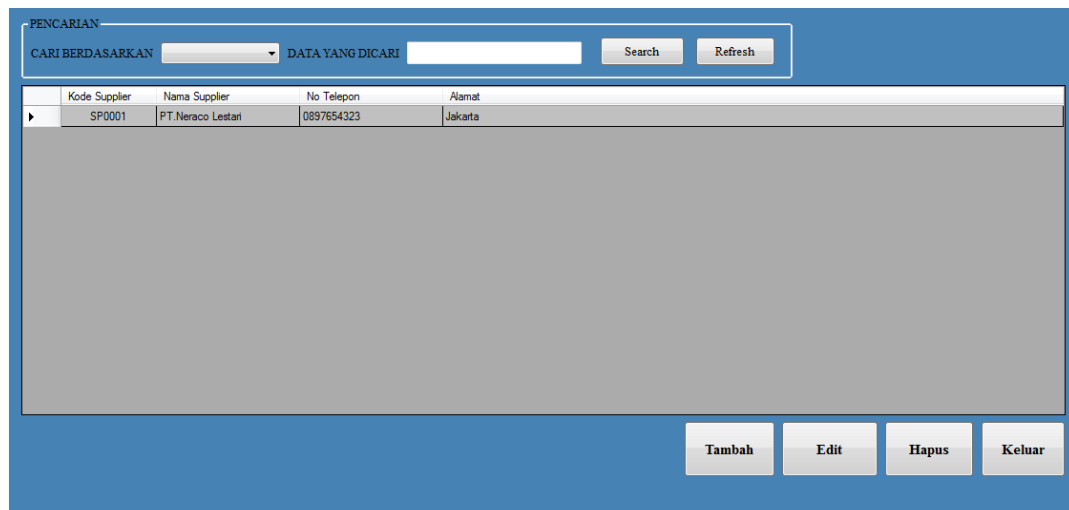 PENCARIAN
CARI BERDASARKAN DATA YANG DICARI Search Refresh
Kode Supplier Nama Supplier No Telepon Alamat
SP0001 PT.Neraco Lestari 0897654323 Jakarta
Tambah Edit Hapus Keluar